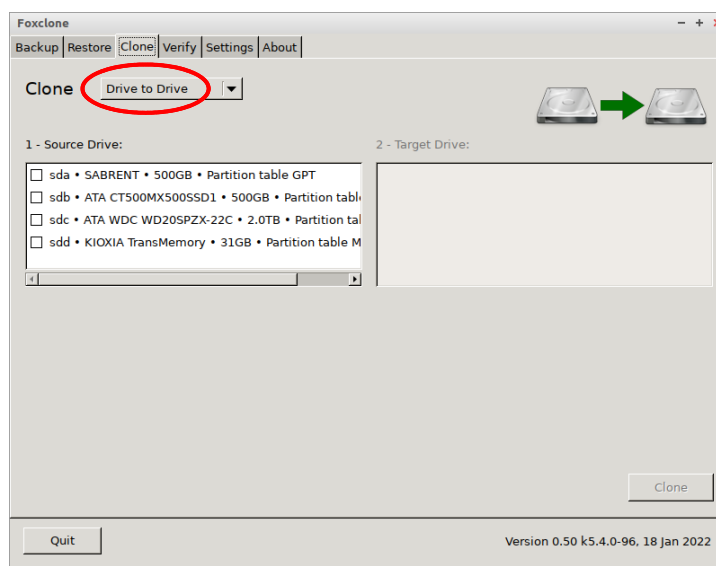 Foxclone
Backup Restore Clone Verify Settings About
Clone Drive to Drive
1 - Source Drive: 2 - Target Drive:
sda • SABRENT • 500GB • Partition table GPT
sdb • ATA CT500MX500SSD1 • 500GB • Partition table
sdc • ATA WDC WD20SPZX-22C • 2.0TB • Partition tal
sdd • KIOXIA TransMemory • 31GB • Partition table M
Clone
Quit Version 0.50 k5.4.0-96, 18 Jan 2022